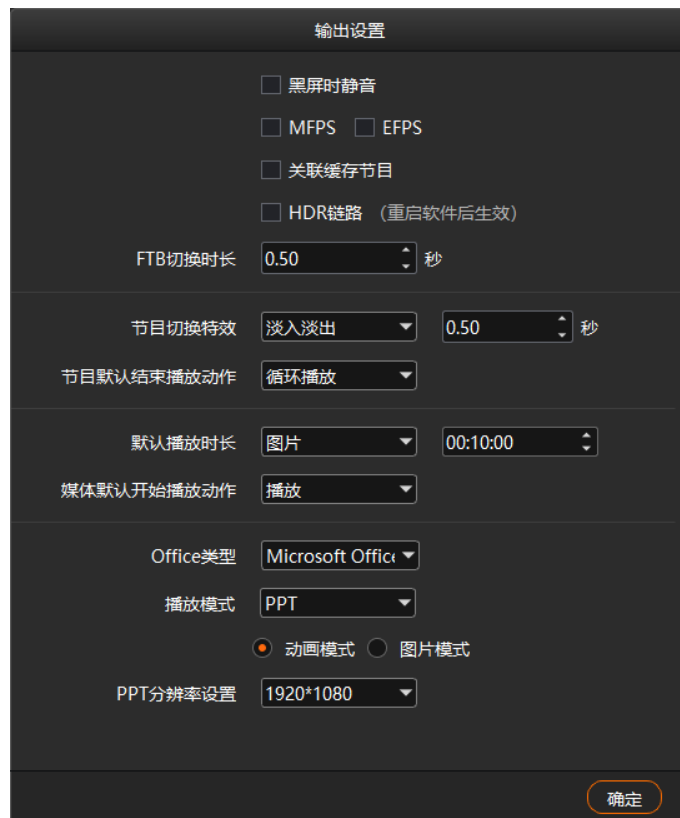 输出设置
黑屏时静音
MFPS EFPS
关联缓存节目
HDR链路 (重启软件后生效)
FTB切换时长 0.50 秒
节目切换特效 淡入淡出 0.50 秒
节目默认结束播放动作 循环播放
默认播放时长 图片 00:10:00
媒体默认开始播放动作 播放
Office类型 Microsoft Office
播放模式 PPT
动画模式 图片模式
PPT分辨率设置 1920*1080
确定